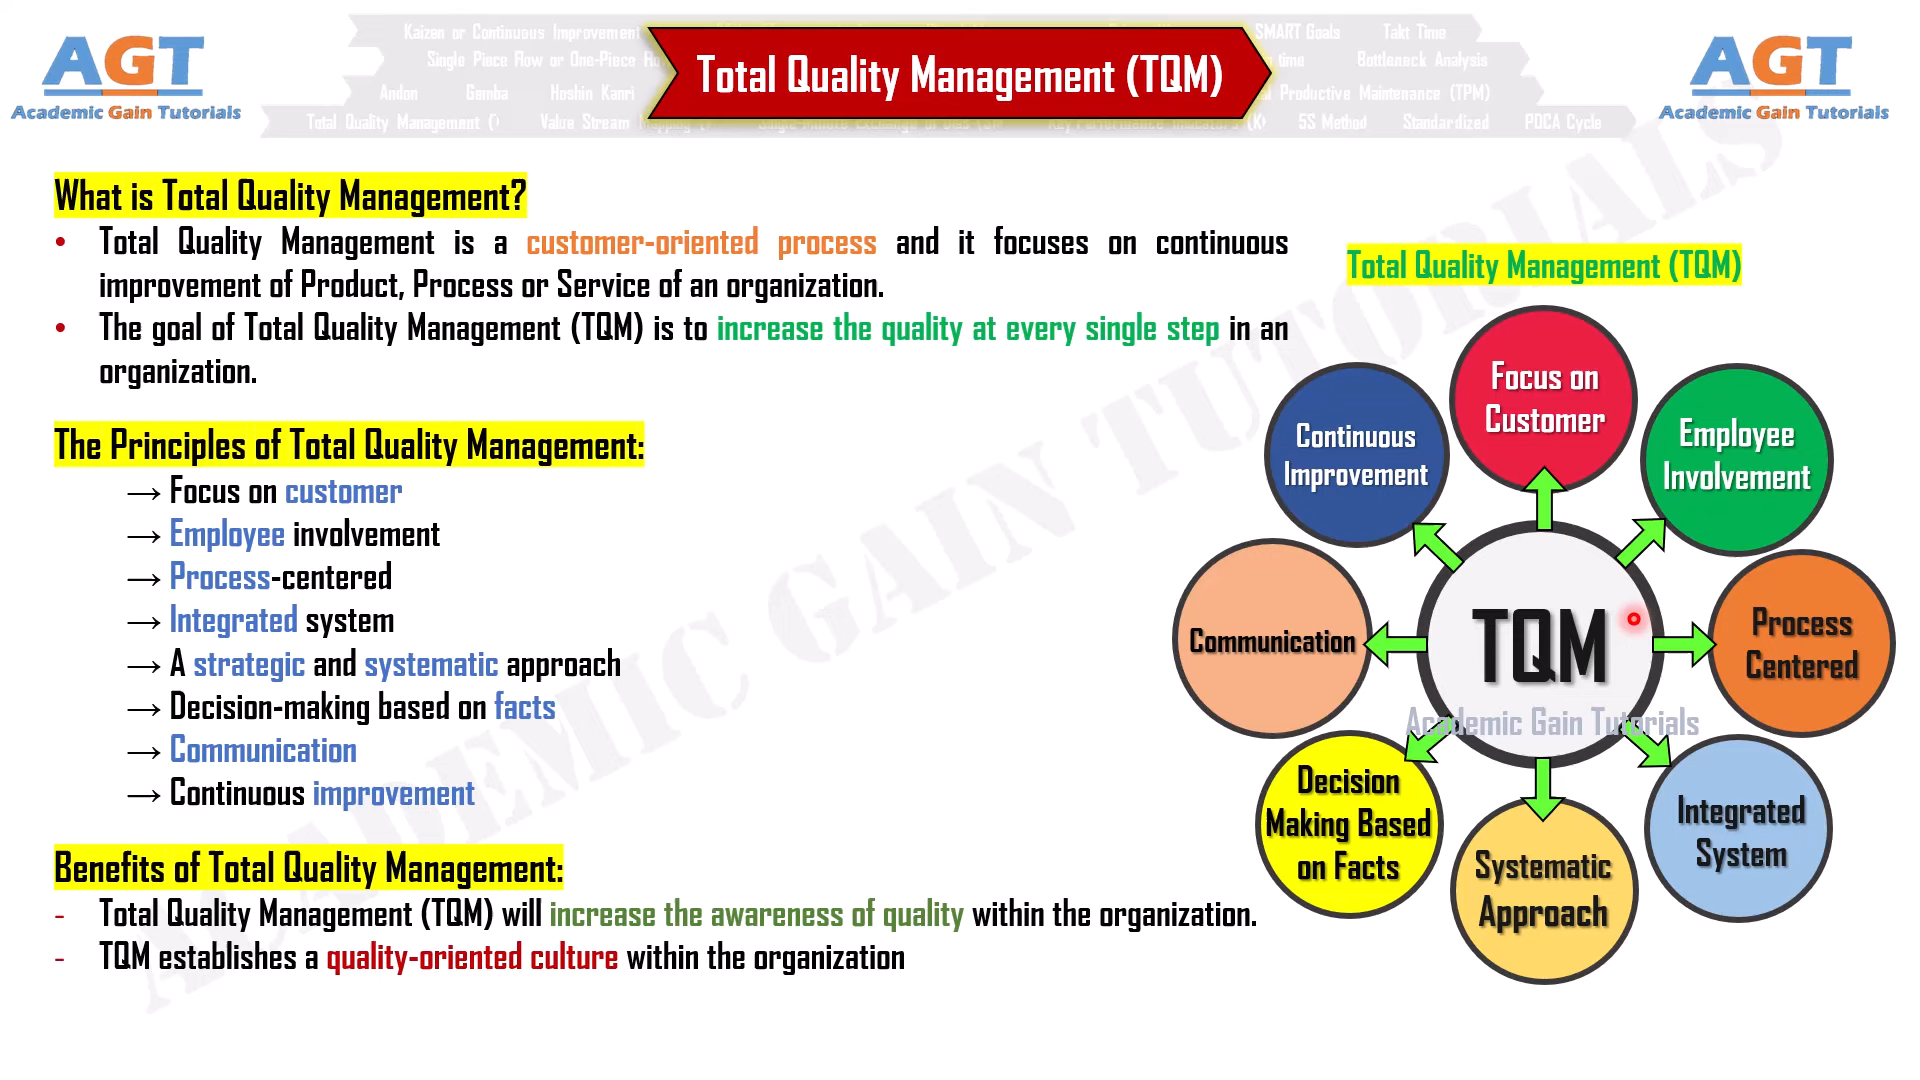 Kaizen or Continuous Improvement
SMART Goals
Takt Time
Single Piece Flow or One-Piece
time
Bottleneck Analysis
Andon
Gemba
Hoshin Kanri
Productive Maintenance (TPM)
Total Quality Management (
Value Stream
5S Method
Standardized
PDCA Cycle
AGT
Academic Gain Tutorials
Total Quality Management (TQM)
AGT
Academic Gain Tutorials
What is Total Quality Management?
• Total Quality Management is a customer-oriented process and it focuses on continuous
improvement of Product, Process or Service of an organization.
• The goal of Total Quality Management (TQM) is to increase the quality at every single step in an
organization.
The Principles of Total Quality Management:
→ Focus on customer
→ Employee involvement
→ Process-centered
→ Integrated system
→ A strategic and systematic approach
→ Decision-making based on facts
→ Communication
→ Continuous improvement
Benefits of Total Quality Management:
- Total Quality Management (TQM) will increase the awareness of quality within the organization.
- TQM establishes a quality-oriented culture within the organization
Total Quality Management (TQM)
Focus on
Customer
Employee
Involvement
Process
Centered
Integrated
System
Systematic
Approach
Decision
Making Based
on Facts
Communication
Continuous
Improvement
TQM
Academic Gain Tutorials
ACADEMIC GAIN TUTORIALS